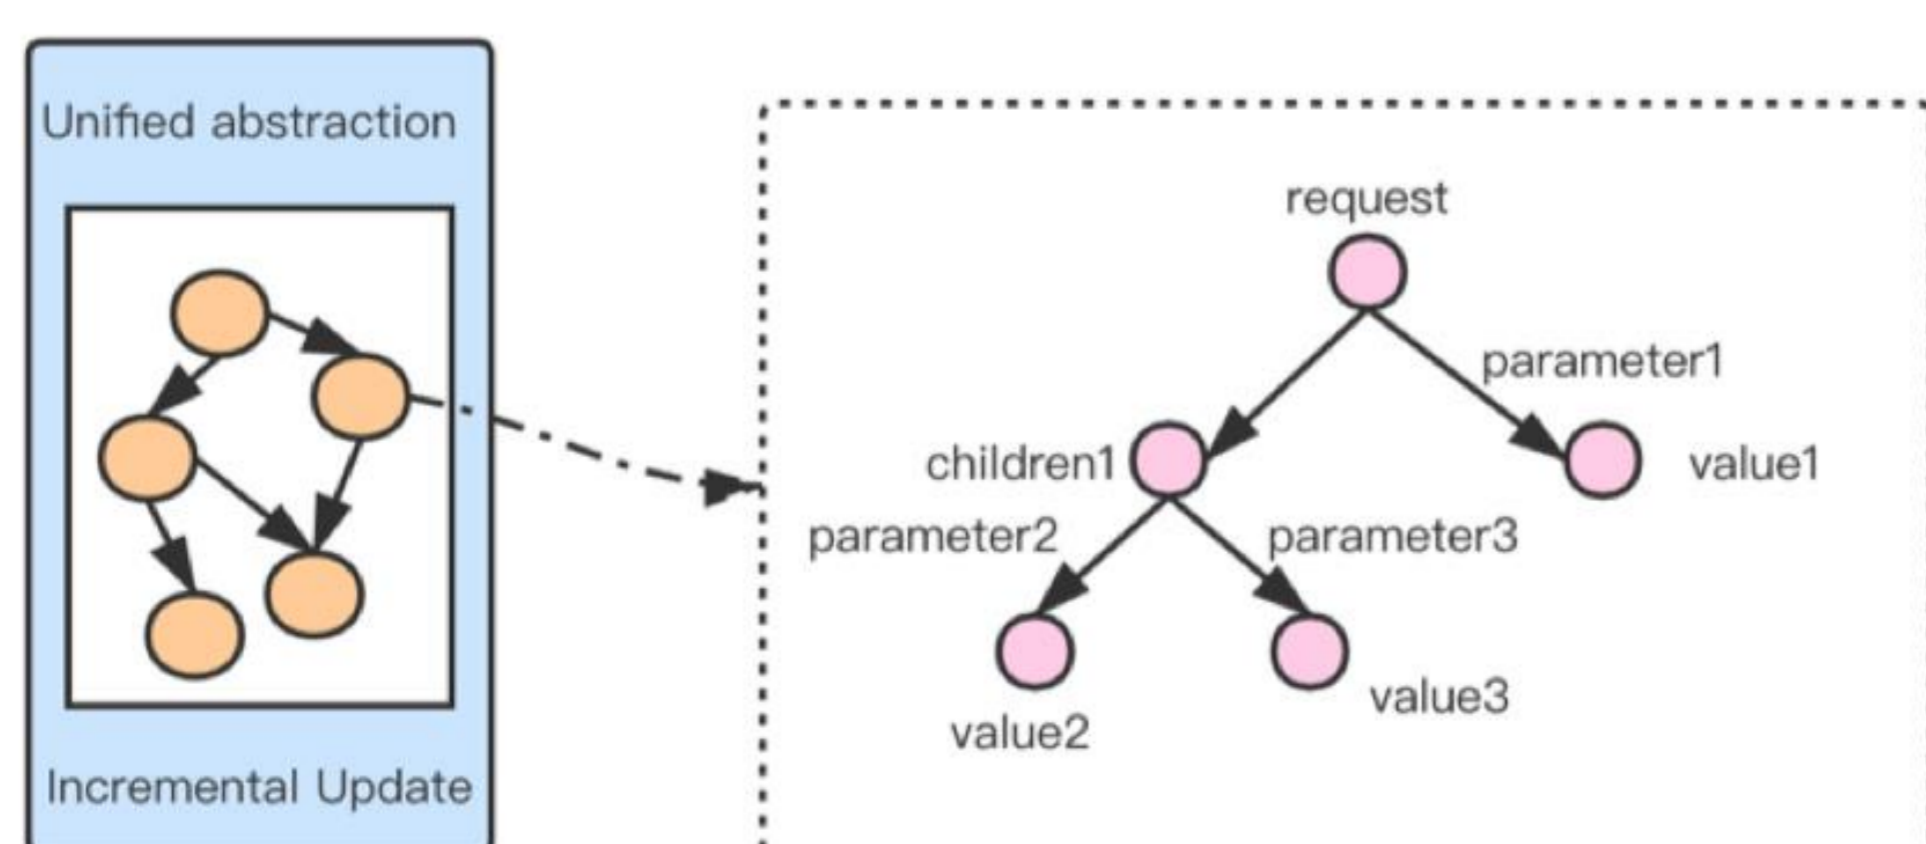 Unified abstraction
Incremental Update
request
parameter1
children1
value1
parameter2
parameter3
value2
value3